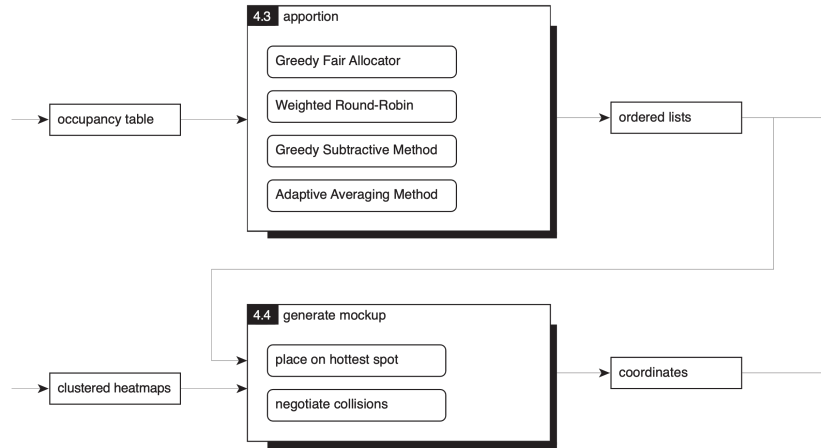 4.3 apportion
Greedy Fair Allocator
Weighted Round-Robin
Greedy Subtractive Method
Adaptive Averaging Method
occupancy table
ordered lists
4.4 generate mockup
place on hottest spot
negotiate collisions
clustered heatmaps
coordinates